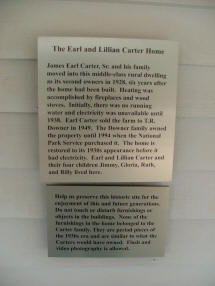 The Earl and Lillian Carter Home
James Earl Carter, Sr. and his family
moved into this middle-class rural dwelling
as its second owners in 1928, six years after
the home had been built. Heating was
accomplished by fireplaces and wood
stoves. Initially, there was no running
water and electricity was unavailable until
1938. Earl Carter sold the farm to T.R.
Downer in 1949. The Downer family owned
the property until 1994 when the National
Park Service purchased it. The home is
restored to its 1930s appearance before it
had electricity. Earl and Lillian Carter and
their four children Jimmy, Gloria, Ruth,
and Billy lived here.
Help us preserve this historic site for the
enjoyment of this and future generations.
Do not touch or disturb furnishings or
objects in the buildings. None of the
furnishings in the home belonged to the
Carter family. They are period pieces of
the 1930s era and are similar to what the
Carters would have owned. Flash and
video photography is allowed.